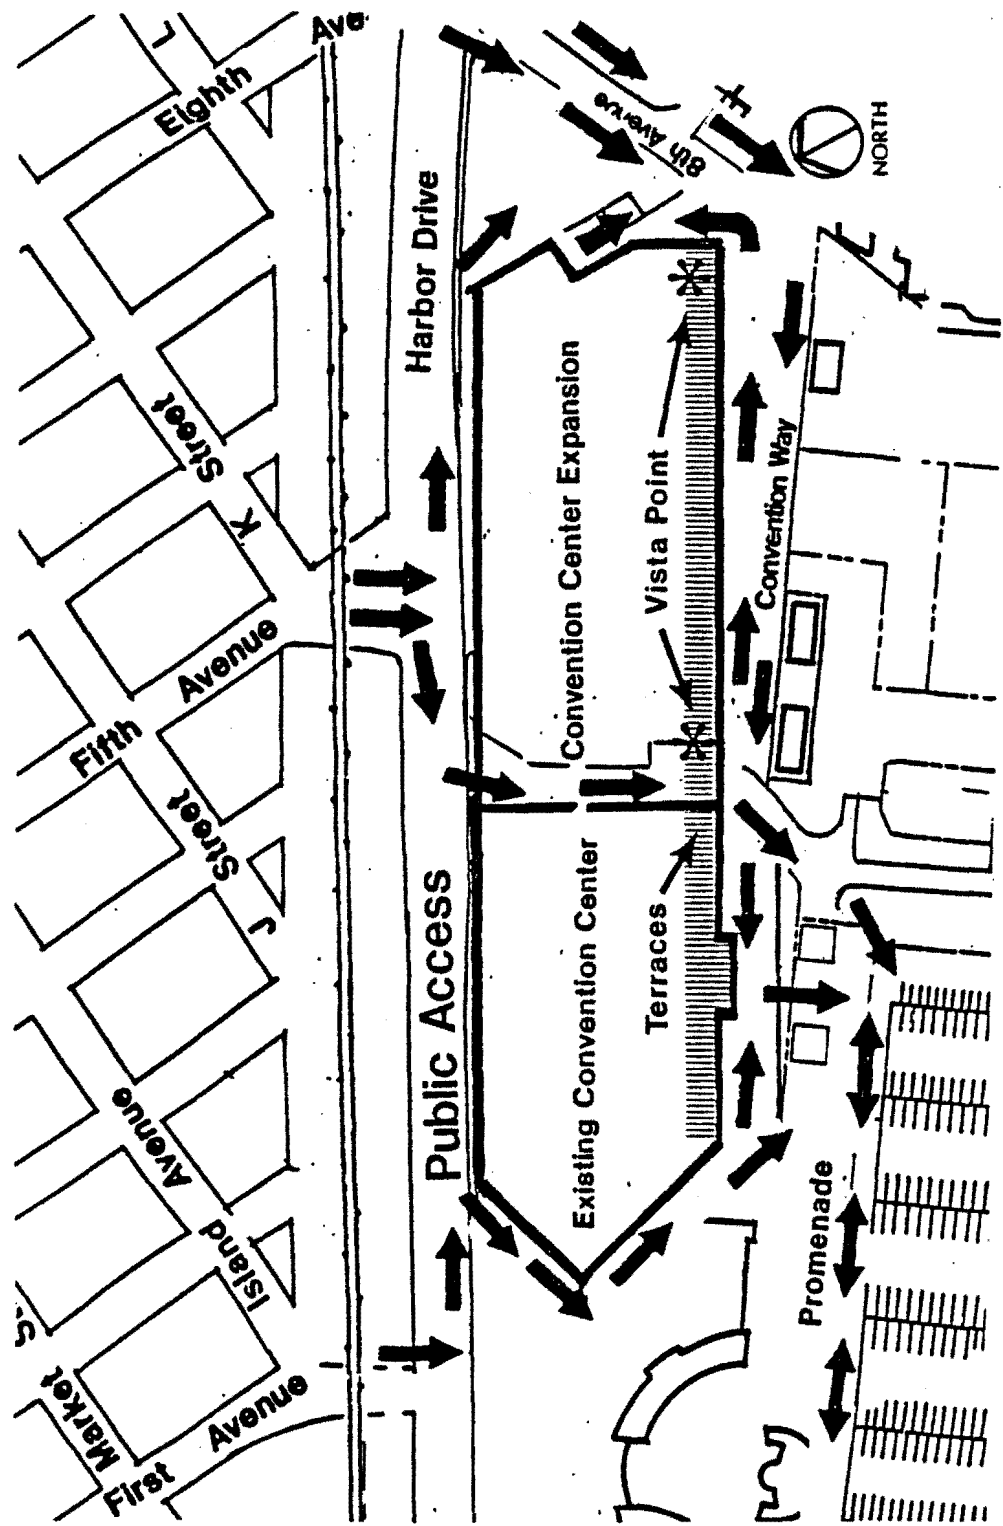 L
Eighth
Ave.
Street
K
Fifth
Avenue
Street
J
Avenue
Island
Market
First
Avenue
Harbor Drive
Public Access
8th Avenue
NORTH
Convention Center Expansion
Vista Point
Convention Way
Existing Convention Center
Terraces
Promenade